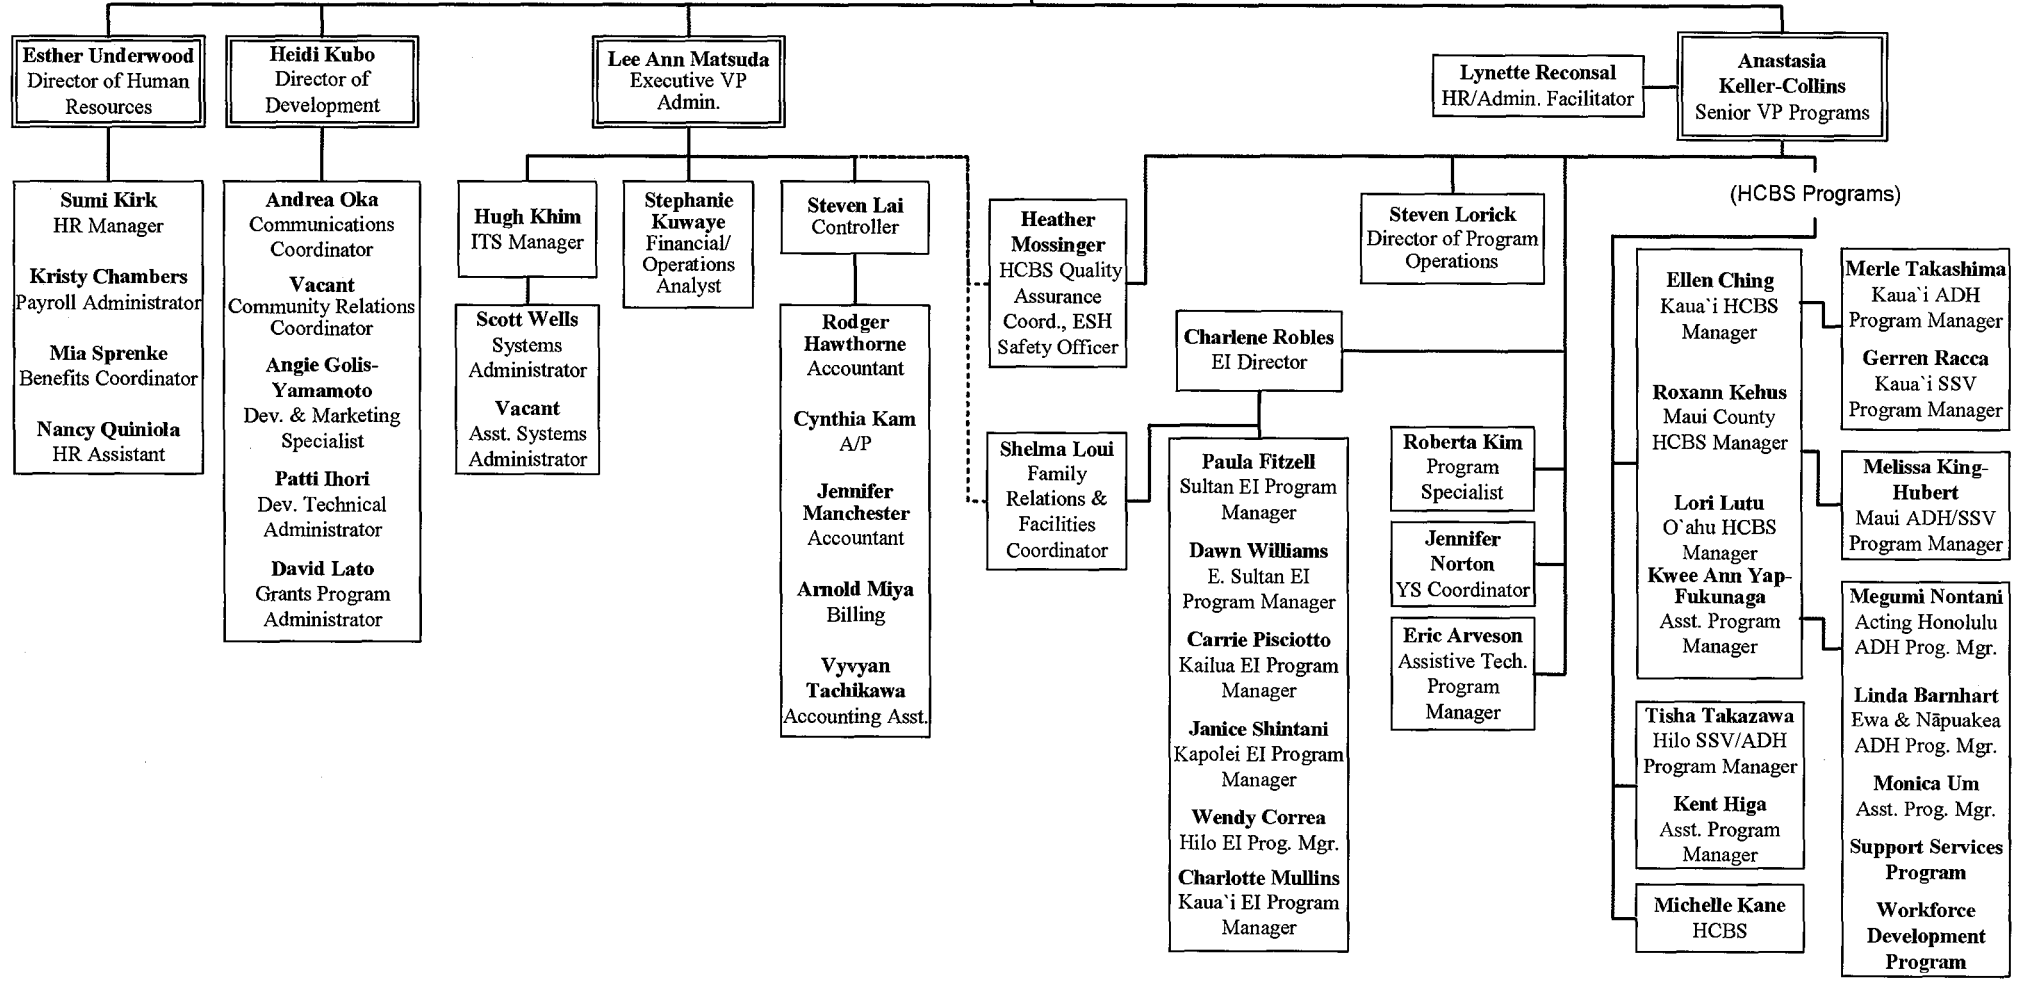 Esther Underwood
Director of Human
Resources
Heidi Kubo
Director of
Development
Lee Ann Matsuda
Executive VP
Admin.
Lynette Reconsal
HR/Admin. Facilitator
Anastasia
Keller-Collins
Senior VP Programs
Sumi Kirk
HR Manager
Kristy Chambers
Payroll Administrator
Mia Sprenke
Benefits Coordinator
Nancy Quiniola
HR Assistant
Andrea Oka
Communications
Coordinator
Vacant
Community Relations
Coordinator
Angie Golis-
Yamamoto
Dev. & Marketing
Specialist
Patti Ihori
Dev. Technical
Administrator
David Lato
Grants Program
Administrator
Hugh Khim
ITS Manager
Scott Wells
Systems
Administrator
Vacant
Asst. Systems
Administrator
Stephanie
Kuwaye
Financial/
Operations
Analyst
Steven Lai
Controller
Rodger
Hawthorne
Accountant
Cynthia Kam
A/P
Jennifer
Manchester
Accountant
Arnold Miya
Billing
Vyvyan
Tachikawa
Accounting Asst.
Heather
Mossinger
HCBS Quality
Assurance
Coord., ESH
Safety Officer
Shelma Loui
Family
Relations &
Facilities
Coordinator
Charlene Robles
EI Director
Paula Fitzell
Sultan EI Program
Manager
Dawn Williams
E. Sultan EI
Program Manager
Carrie Pisciotto
Kailua EI Program
Manager
Janice Shintani
Kapolei EI Program
Manager
Wendy Correa
Hilo EI Prog. Mgr.
Charlotte Mullins
Kaua`i EI Program
Manager
Steven Lorick
Director of Program
Operations
Roberta Kim
Program
Specialist
Jennifer
Norton
YS Coordinator
Eric Arveson
Assistive Tech.
Program
Manager
(HCBS Programs)
Ellen Ching
Kaua`i HCBS
Manager
Roxann Kehus
Maui County
HCBS Manager
Lori Lutu
O`ahu HCBS
Manager
Kwee Ann Yap-
Fukunaga
Asst. Program
Manager
Tisha Takazawa
Hilo SSV/ADH
Program Manager
Kent Higa
Asst. Program
Manager
Michelle Kane
HCBS
Merle Takashima
Kaua`i ADH
Program Manager
Gerren Racca
Kaua`i SSV
Program Manager
Melissa King-
Hubert
Maui ADH/SSV
Program Manager
Megumi Nontani
Acting Honolulu
ADH Prog. Mgr.
Linda Barnhart
Ewa & Nāpuakea
ADH Prog. Mgr.
Monica Um
Asst. Prog. Mgr.
Support Services
Program
Workforce
Development
Program